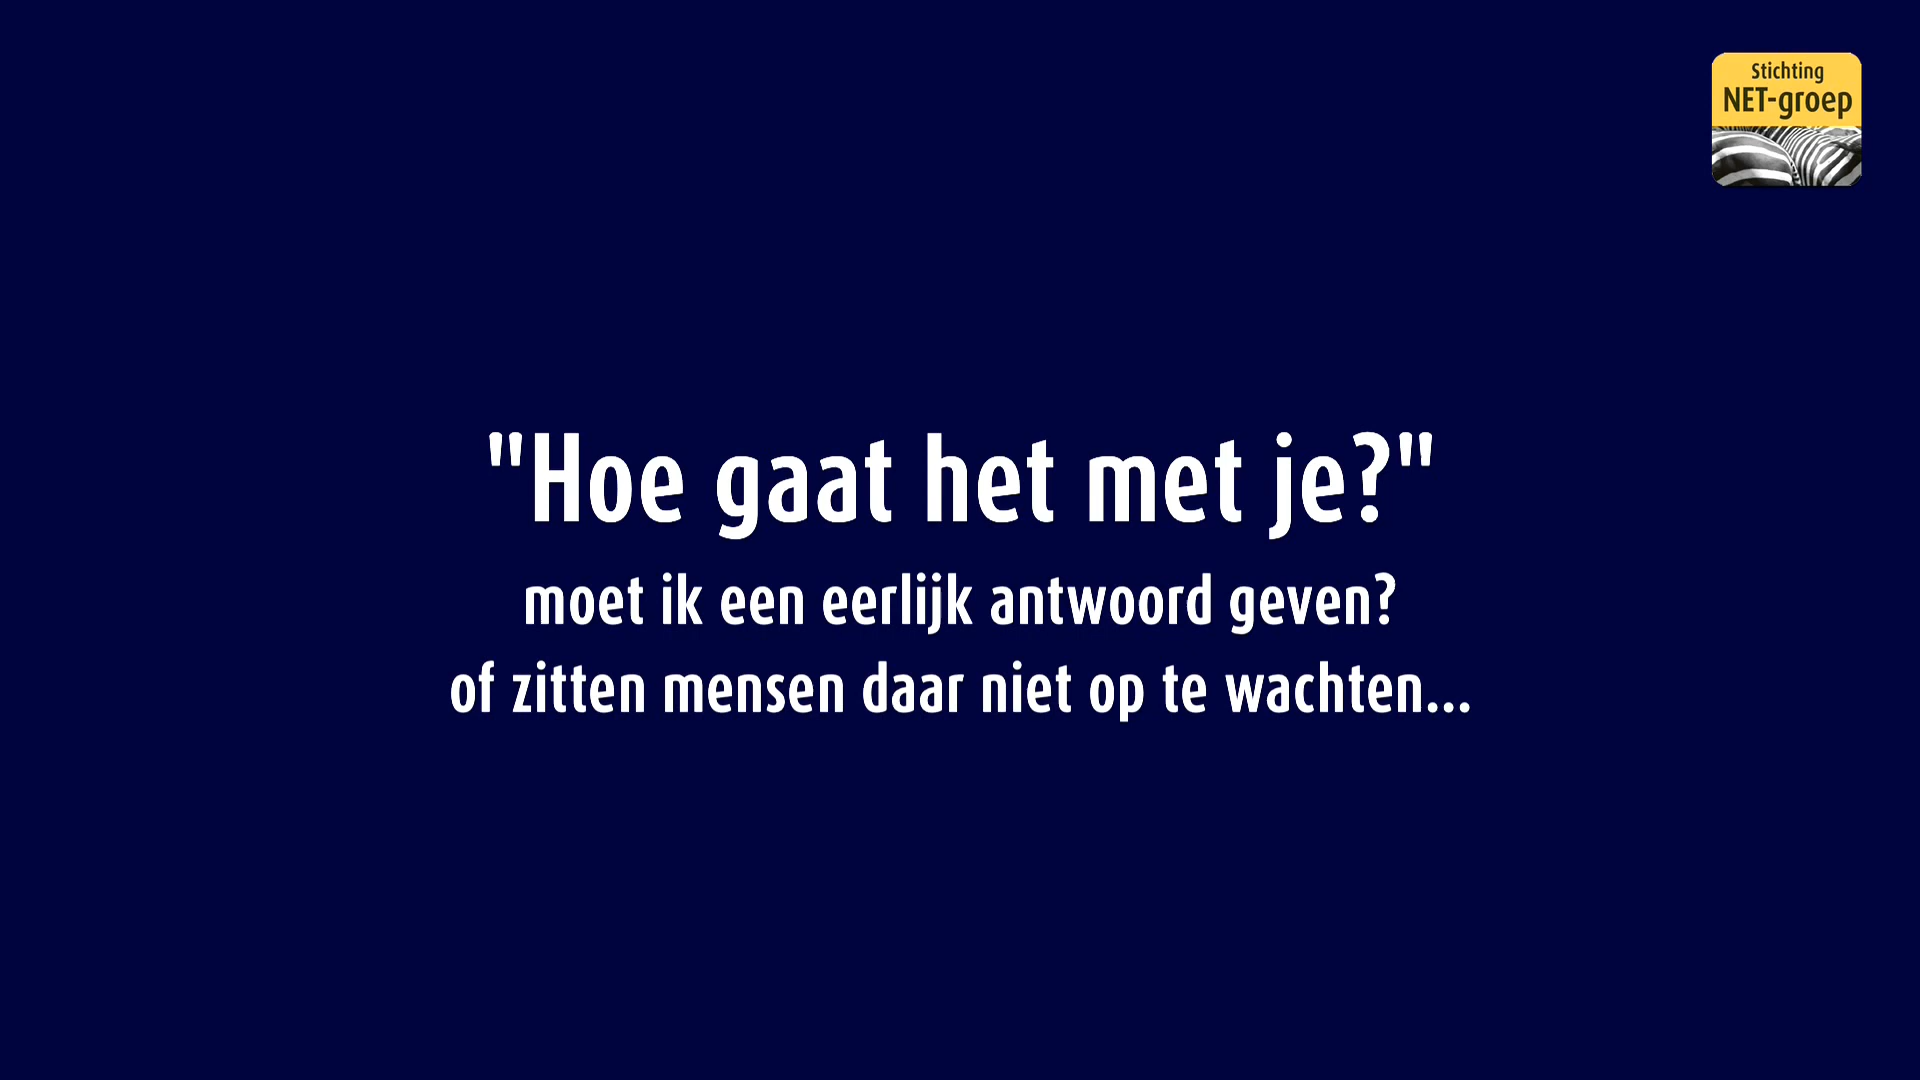 Stichting
NET-groep
"Hoe gaat het met je?"
moet ik een eerlijk antwoord geven?
of zitten mensen daar niet op te wachten...